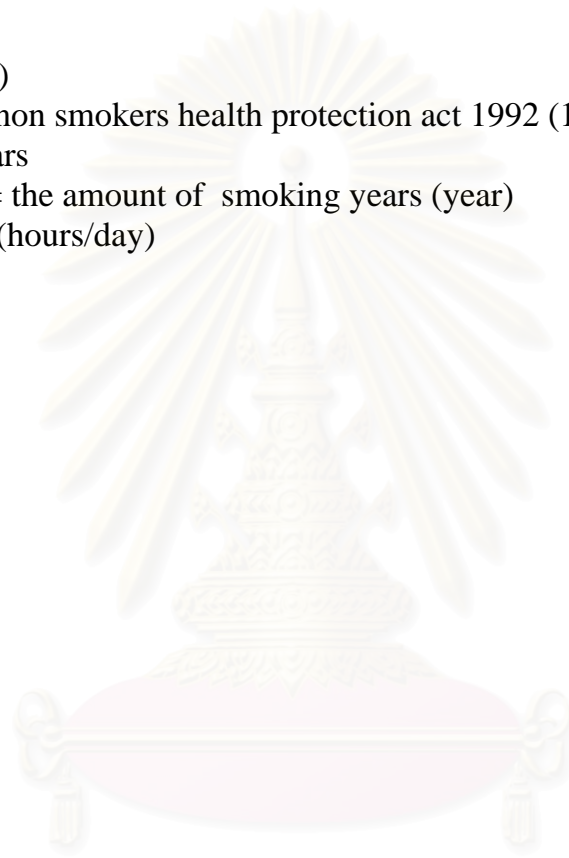 )
non smokers health protection act 1992 (1
ars
the amount of  smoking years (year)
(hours/day)